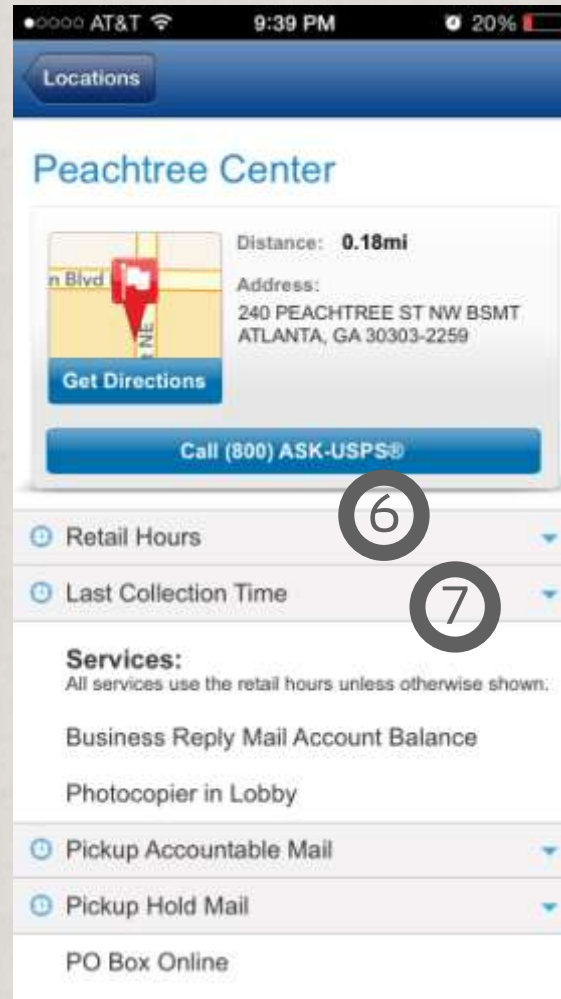 AT&T 9:39 PM 20%
Locations
Peachtree Center
n Blvd
NE
Get Directions
Distance: 0.18mi
Address:
240 PEACHTREE ST NW BSMT
ATLANTA, GA 30303-2259
Call (800) ASK-USPS®
6
Retail Hours
7
Last Collection Time
Services:
All services use the retail hours unless otherwise shown.
Business Reply Mail Account Balance
Photocopier in Lobby
Pickup Accountable Mail
Pickup Hold Mail
PO Box Online